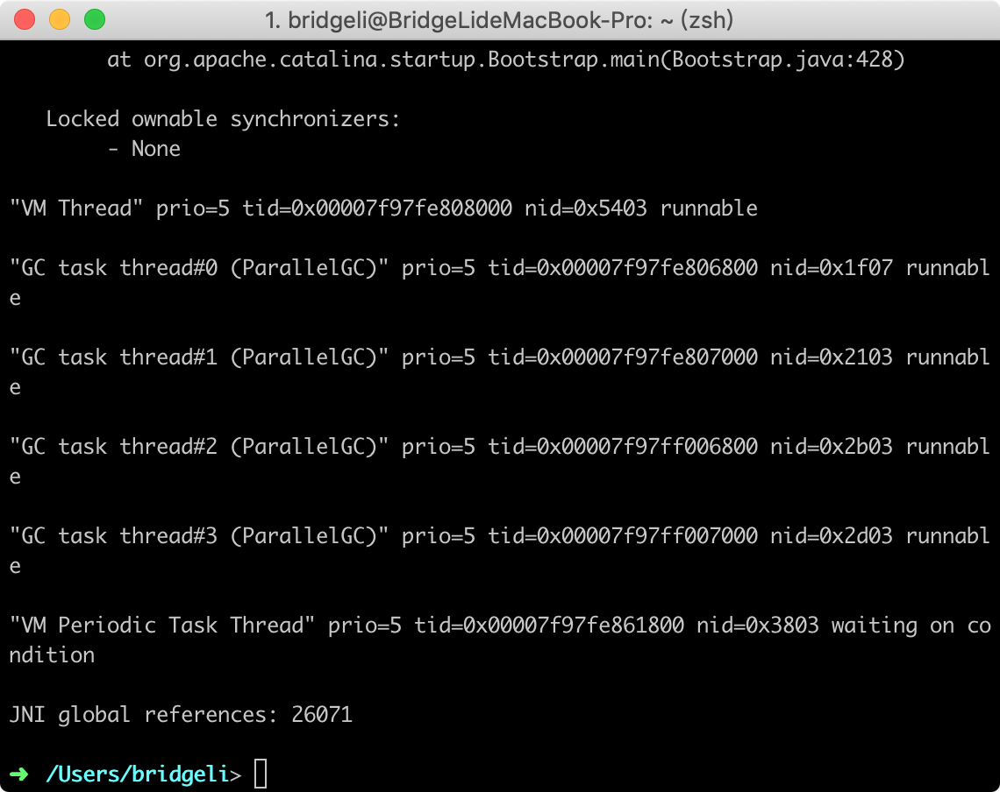 1. bridgeli@BridgeLideMacBook-Pro: ~ (zsh)
at org.apache.catalina.startup.Bootstrap.main(Bootstrap.java:428)
Locked ownable synchronizers:
- None
"VM Thread" prio=5 tid=0x00007f97fe808000 nid=0x5403 runnable
"GC task thread#0 (ParallelGC)" prio=5 tid=0x00007f97fe806800 nid=0x1f07 runnabl
e
"GC task thread#1 (ParallelGC)" prio=5 tid=0x00007f97fe807000 nid=0x2103 runnabl
e
"GC task thread#2 (ParallelGC)" prio=5 tid=0x00007f97ff006800 nid=0x2b03 runnabl
e
"GC task thread#3 (ParallelGC)" prio=5 tid=0x00007f97ff007000 nid=0x2d03 runnabl
e
"VM Periodic Task Thread" prio=5 tid=0x00007f97fe861800 nid=0x3803 waiting on co
ndition
JNI global references: 26071
➜ /Users/bridgeli>